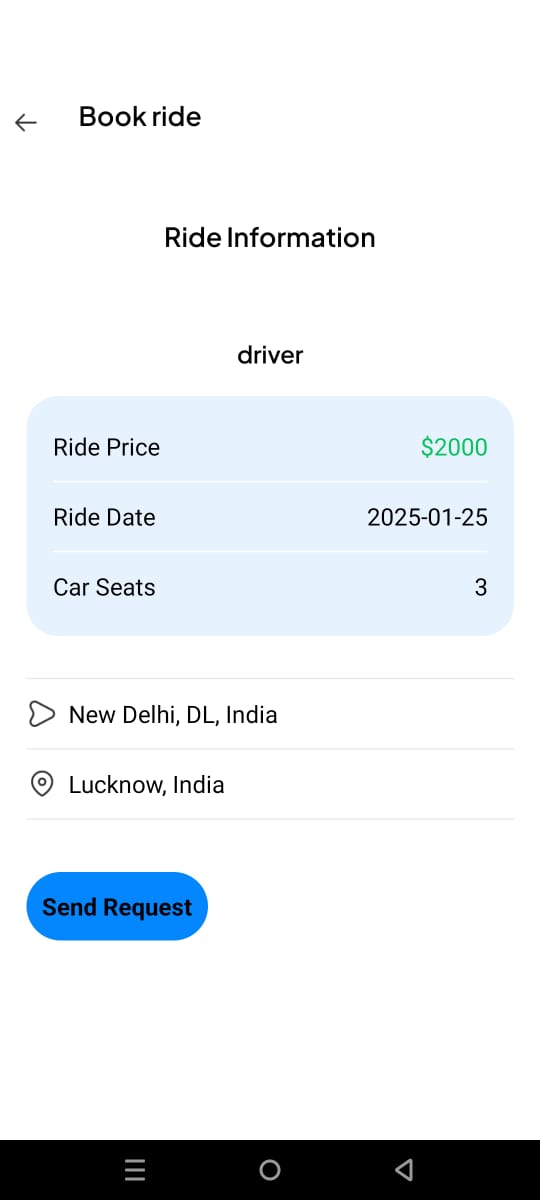 Book ride
Ride Information
driver
Ride Price $2000
Ride Date 2025-01-25
Car Seats 3
New Delhi, DL, India
Lucknow, India
Send Request